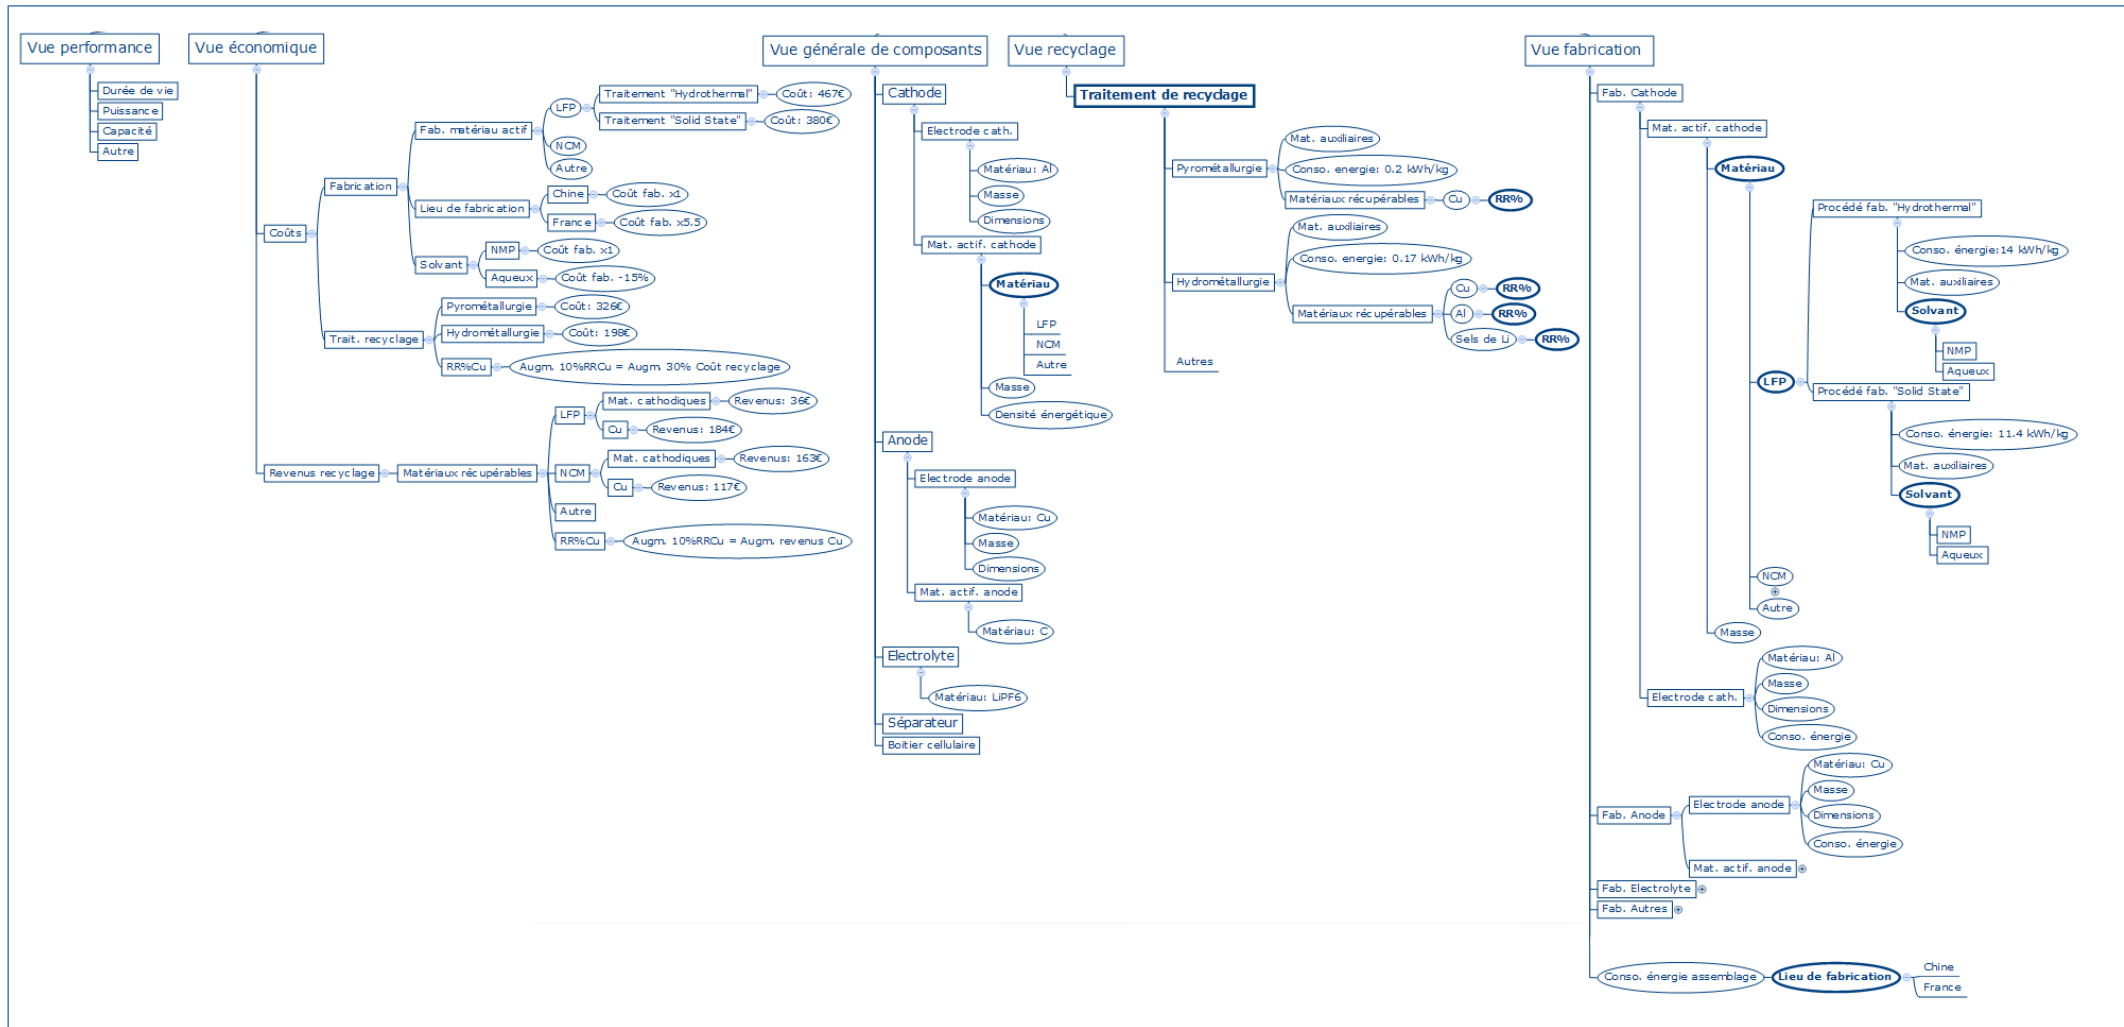 Vue performance
Durée de vie
Puissance
Capacité
Autre
Vue économique
Coûts
Fabrication
Fab. matériau actif
LFP
Traitement "Hydrothermal"
Coût: 467€
Traitement "Solid State"
Coût: 380€
NCM
Autre
Lieu de fabrication
Chine
Coût fab. x1
France
Coût fab. x5.5
Solvant
NMP
Coût fab. x1
Aqueux
Coût fab. -15%
Trait. recyclage
Pyrométallurgie
Coût: 326€
Hydrométallurgie
Coût: 198€
RR%Cu
Augm. 10%RRCu = Augm. 30% Coût recyclage
Revenus recyclage
Matériaux récupérables
LFP
Mat. cathodiques
Revenus: 36€
Cu
Revenus: 184€
NCM
Mat. cathodiques
Revenus: 163€
Cu
Revenus: 117€
Autre
RR%Cu
Augm. 10%RRCu = Augm. revenus Cu
Vue générale de composants
Cathode
Electrode cath.
Matériau: Al
Masse
Dimensions
Mat. actif. cathode
Matériau
LFP
NCM
Autre
Masse
Densité énergétique
Anode
Electrode anode
Matériau: Cu
Masse
Dimensions
Mat. actif. anode
Matériau: C
Electrolyte
Matériau: LiPF6
Séparateur
Boitier cellulaire
Vue recyclage
Traitement de recyclage
Pyrométallurgie
Mat. auxiliaires
Conso. energie: 0.2 kWh/kg
Matériaux récupérables
Cu
RR%
Hydrométallurgie
Mat. auxiliaires
Conso. energie: 0.17 kWh/kg
Matériaux récupérables
Cu
RR%
Al
RR%
Sels de Li
RR%
Autres
Vue fabrication
Fab. Cathode
Mat. actif cathode
Matériau
LFP
Procédé fab. "Hydrothermal"
Conso. énergie:14 kWh/kg
Mat. auxiliaires
Solvant
NMP
Aqueux
Procédé fab. "Solid State"
Conso. énergie: 11.4 kWh/kg
Mat. auxiliaires
Solvant
NMP
Aqueux
NCM
Autre
Masse
Electrode cath.
Matériau: Al
Masse
Dimensions
Conso. énergie
Fab. Anode
Electrode anode
Matériau: Cu
Masse
Dimensions
Conso. énergie
Mat. actif. anode
Fab. Electrolyte
Fab. Autres
Conso. énergie assemblage
Lieu de fabrication
Chine
France